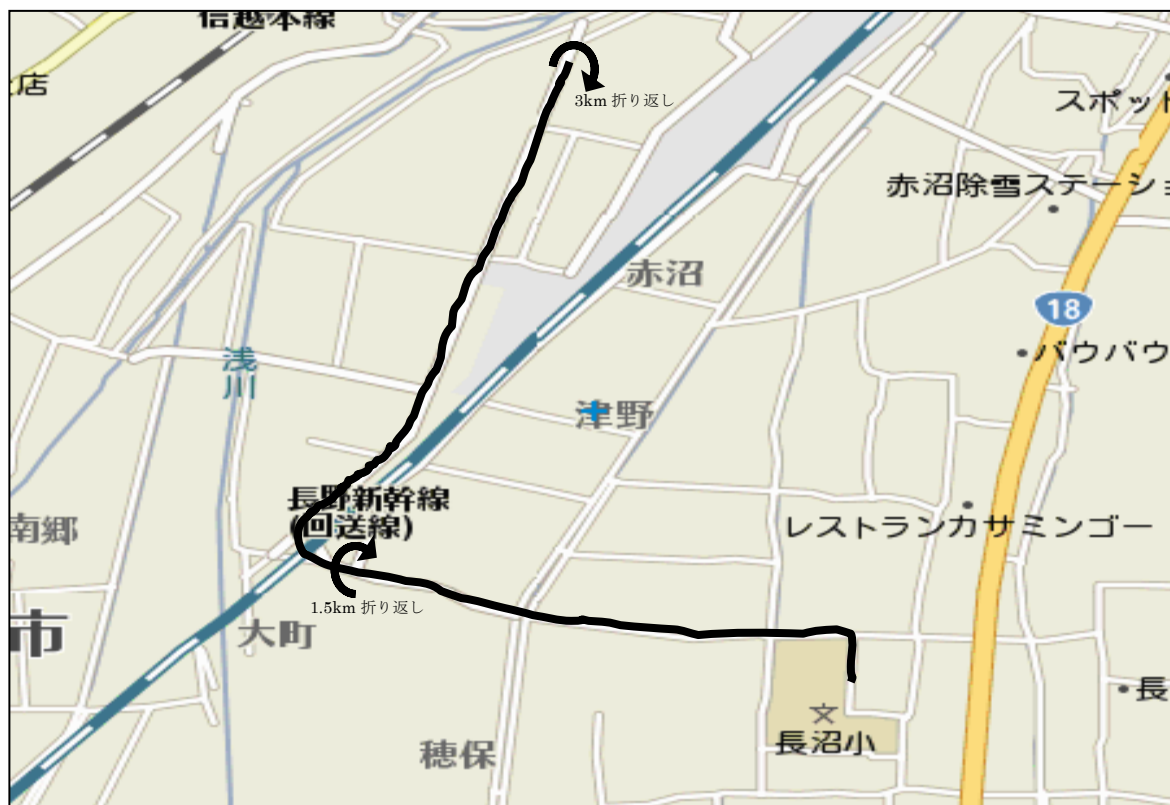 信越本線
店
3km 折り返し
スポット
赤沼除雪ステーショ
赤沼
18
バウバウ
浅川
津野
長野新幹線
(回送線)
南郷
レストランカサミンゴー
1.5km 折り返し
市
大町
長
文
長沼小
穂保